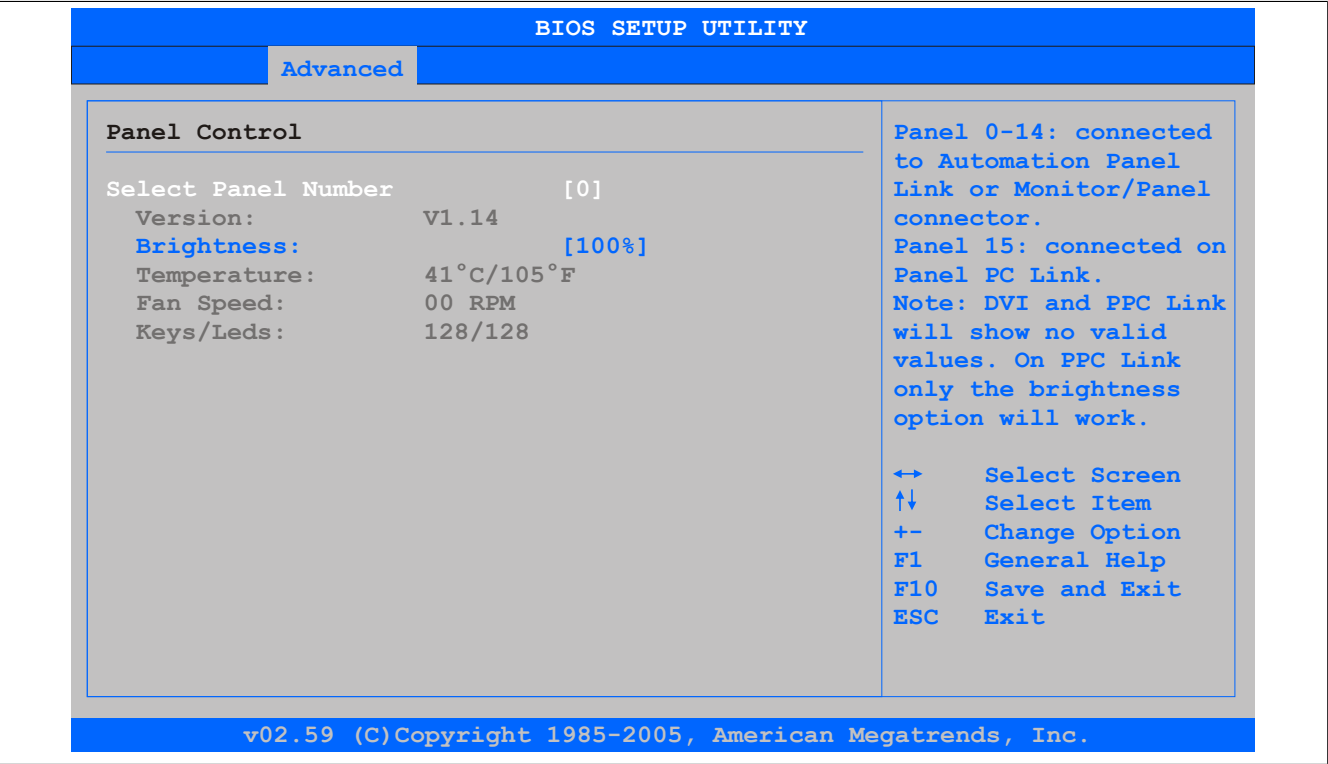 BIOS SETUP UTILITY
Advanced
Panel Control
Select Panel Number [0]
Version: V1.14
Brightness: [100%]
Temperature: 41°C/105°F
Fan Speed: 00 RPM
Keys/Leds: 128/128
Panel 0-14: connected
to Automation Panel
Link or Monitor/Panel
connector.
Panel 15: connected on
Panel PC Link.
Note: DVI and PPC Link
will show no valid
values. On PPC Link
only the brightness
option will work.
↔ Select Screen
↑↓ Select Item
+- Change Option
F1 General Help
F10 Save and Exit
ESC Exit
v02.59 (C)Copyright 1985-2005, American Megatrends, Inc.